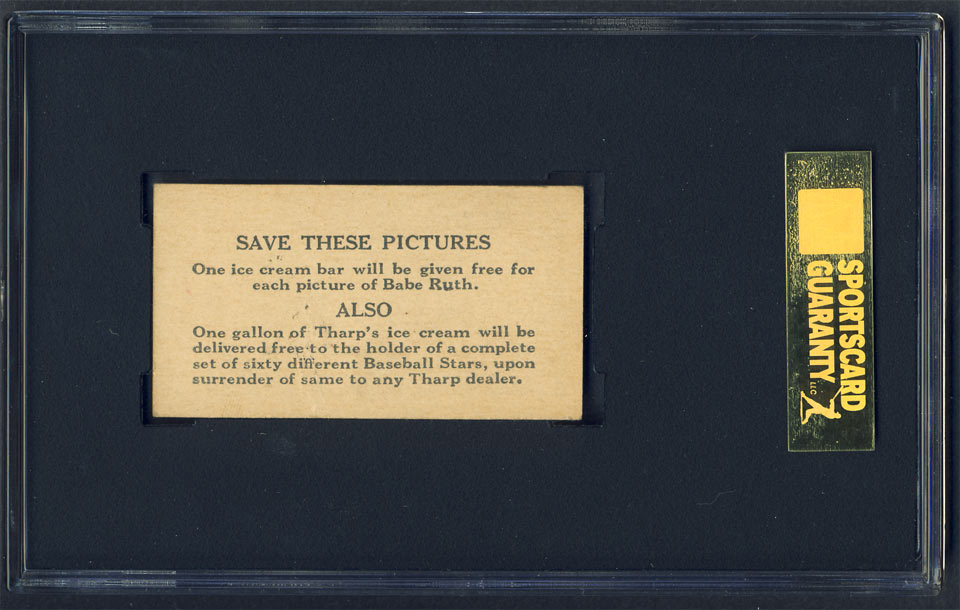 SAVE THESE PICTURES
One ice cream bar will be given free for
each picture of Babe Ruth.
ALSO
One gallon of Tharp's ice cream will be
delivered free to the holder of a complete
set of sixty different Baseball Stars, upon
surrender of same to any Tharp dealer.
SPORTSCARD
GUARANTY LLC